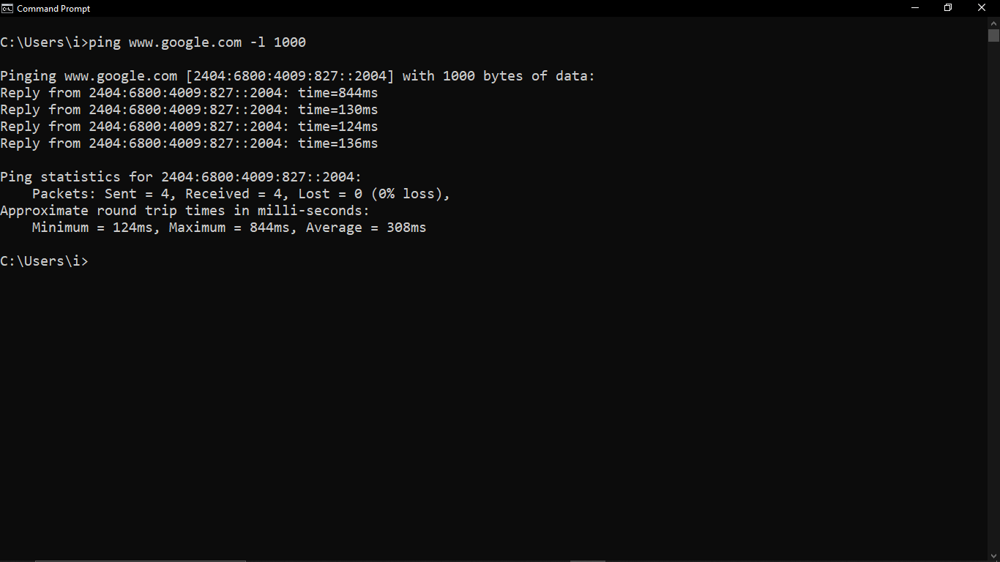 Command Prompt
C:\Users\i>ping www.google.com -l 1000
Pinging www.google.com [2404:6800:4009:827::2004] with 1000 bytes of data:
Reply from 2404:6800:4009:827::2004: time=844ms
Reply from 2404:6800:4009:827::2004: time=130ms
Reply from 2404:6800:4009:827::2004: time=124ms
Reply from 2404:6800:4009:827::2004: time=136ms
Ping statistics for 2404:6800:4009:827::2004:
    Packets: Sent = 4, Received = 4, Lost = 0 (0% loss),
Approximate round trip times in milli-seconds:
    Minimum = 124ms, Maximum = 844ms, Average = 308ms
C:\Users\i>